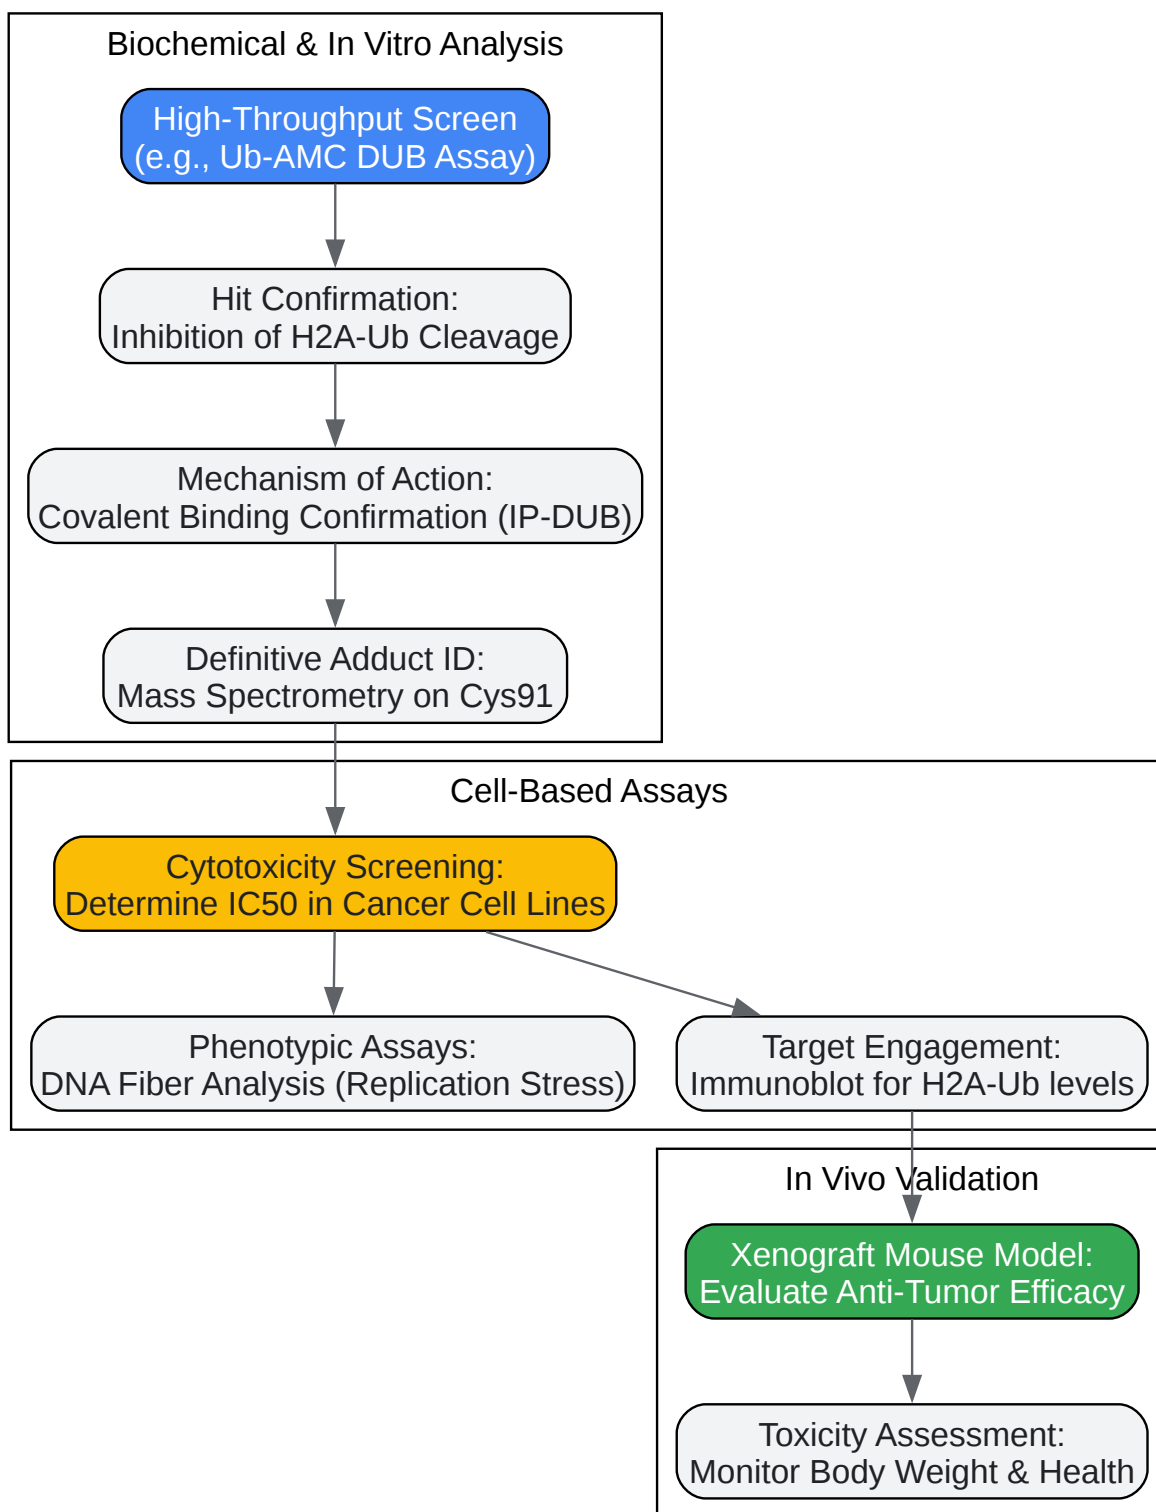 Biochemical & In Vitro Analysis
High-Throughput Screen
(e.g., Ub-AMC DUB Assay)
Hit Confirmation:
Inhibition of H2A-Ub Cleavage
Mechanism of Action:
Covalent Binding Confirmation (IP-DUB)
Definitive Adduct ID:
Mass Spectrometry on Cys91
Cell-Based Assays
Cytotoxicity Screening:
Determine IC50 in Cancer Cell Lines
Phenotypic Assays:
DNA Fiber Analysis (Replication Stress)
Target Engagement:
Immunoblot for H2A-Ub levels
In Vivo Validation
Xenograft Mouse Model:
Evaluate Anti-Tumor Efficacy
Toxicity Assessment:
Monitor Body Weight & Health